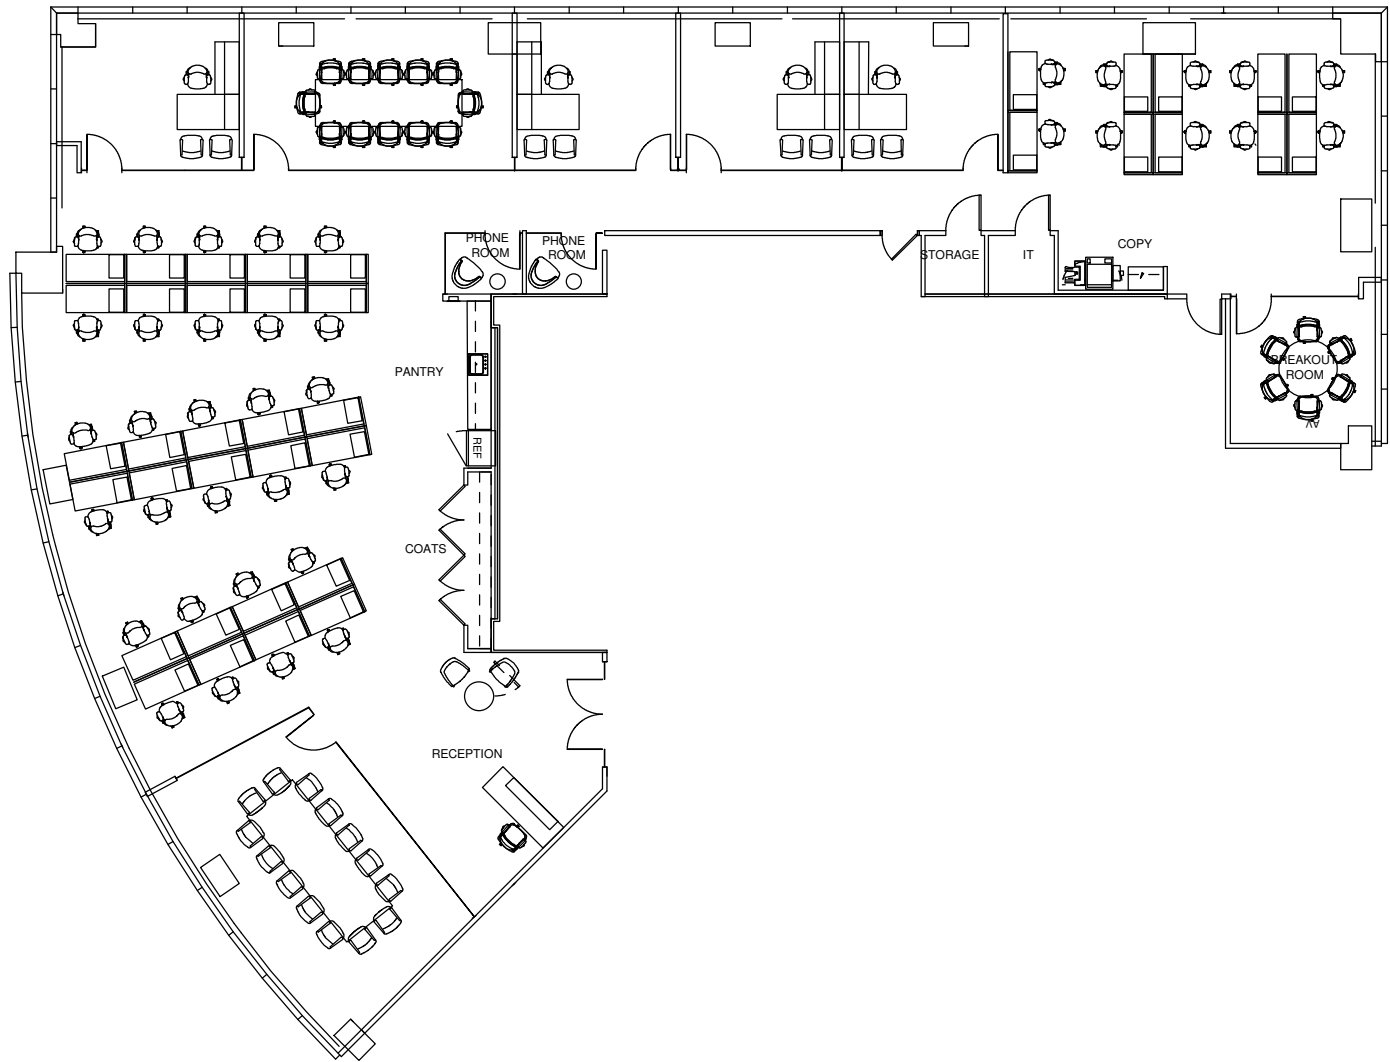 PHONE
ROOM
PHONE
ROOM
STORAGE
IT
COPY
PANTRY
BREAKOUT
ROOM
AV
REF
COATS
RECEPTION